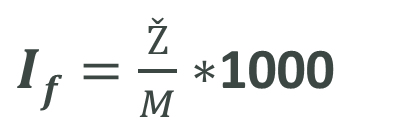 I_f = Ž/M *1000